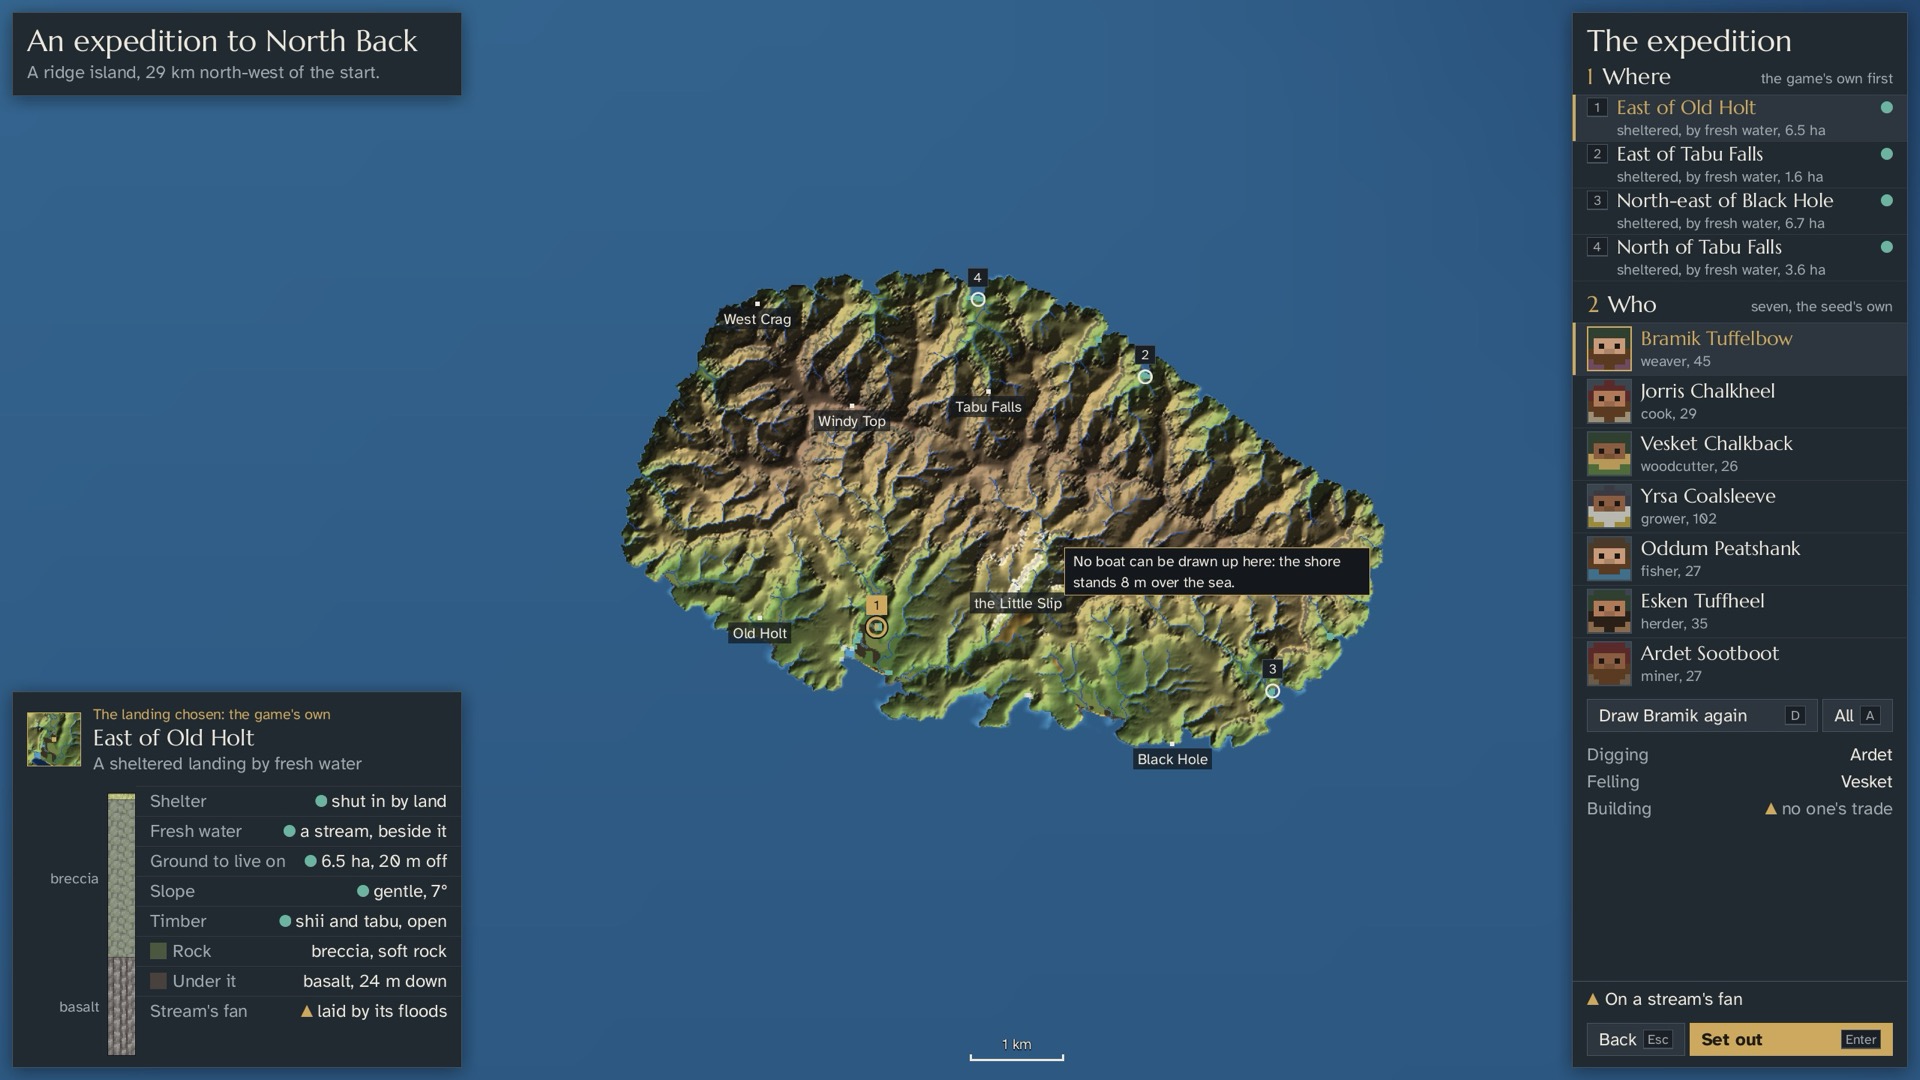 An expedition to North Back
A ridge island, 29 km north-west of the start.
The expedition
1 Where
the game's own first
1 East of Old Holt
sheltered, by fresh water, 6.5 ha
2 East of Tabu Falls
sheltered, by fresh water, 1.6 ha
3 North-east of Black Hole
sheltered, by fresh water, 6.7 ha
4 North of Tabu Falls
sheltered, by fresh water, 3.6 ha
2 Who
seven, the seed's own
Bramik Tuffelbow
weaver, 45
Jorris Chalkheel
cook, 29
Vesket Chalkback
woodcutter, 26
Yrsa Coalsleeve
grower, 102
Oddum Peatshank
fisher, 27
Esken Tuffheel
herder, 35
Ardet Sootboot
miner, 27
Draw Bramik again D
All A
Digging Ardet
Felling Vesket
Building no one's trade
On a stream's fan
Back Esc
Set out Enter
4
West Crag
2
Tabu Falls
Windy Top
No boat can be drawn up here: the shore
stands 8 m over the sea.
1
the Little Slip
Old Holt
3
Black Hole
1 km
The landing chosen: the game's own
East of Old Holt
A sheltered landing by fresh water
Shelter shut in by land
Fresh water a stream, beside it
Ground to live on 6.5 ha, 20 m off
breccia
Slope gentle, 7°
Timber shii and tabu, open
Rock breccia, soft rock
Under it basalt, 24 m down
basalt
Stream's fan laid by its floods